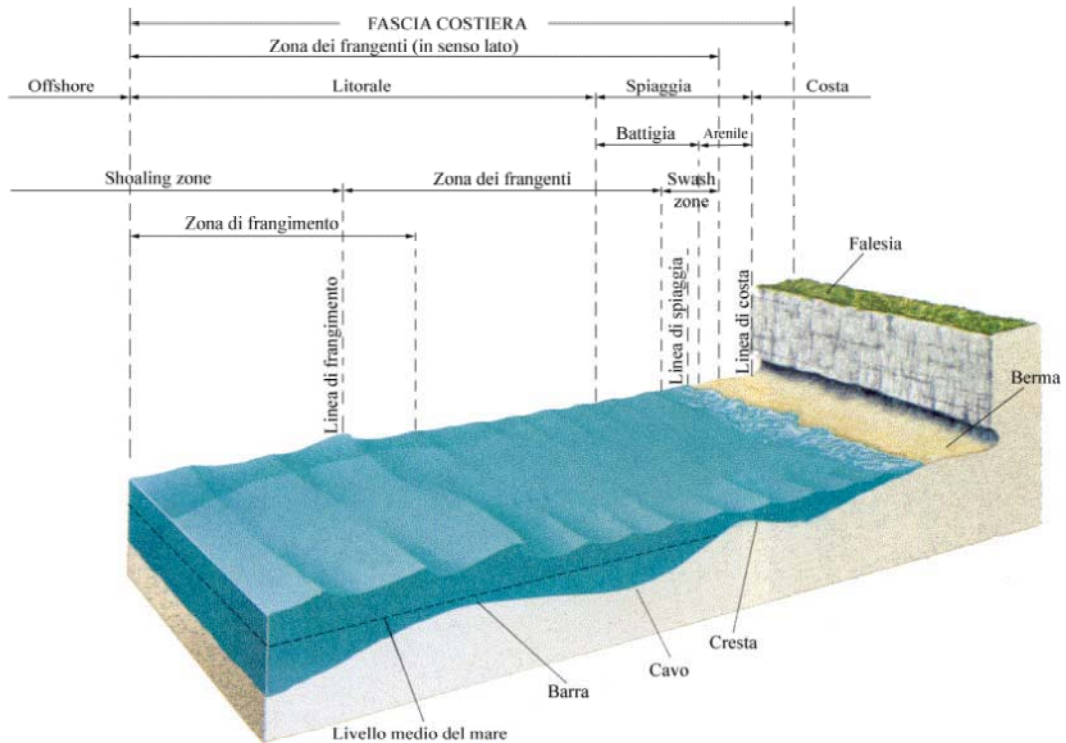 FASCIA COSTIERA
Zona dei frangenti (in senso lato)
Offshore
Litorale
Spiaggia
Costa
Battigia
Arenile
Shoaling zone
Zona dei frangenti
Swash
zone
Zona di frangimento
Falesia
Linea di frangimento
Linea di spiaggia
Linea di costa
Berma
Cresta
Cavo
Barra
Livello medio del mare